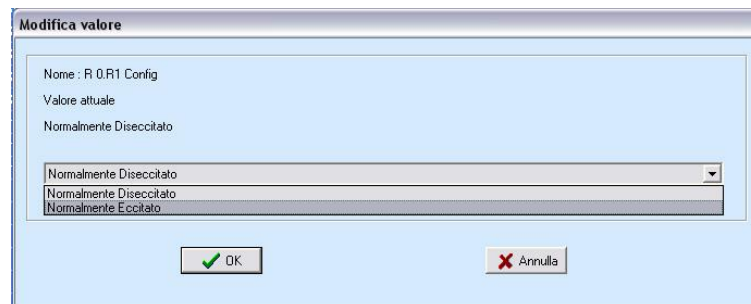 Modifica valore
Nome : R 0.R1 Config
Valore attuale
Normalmente Diseccitato
Normalmente Diseccitato
Normalmente Diseccitato
Normalmente Eccitato
OK
Annulla